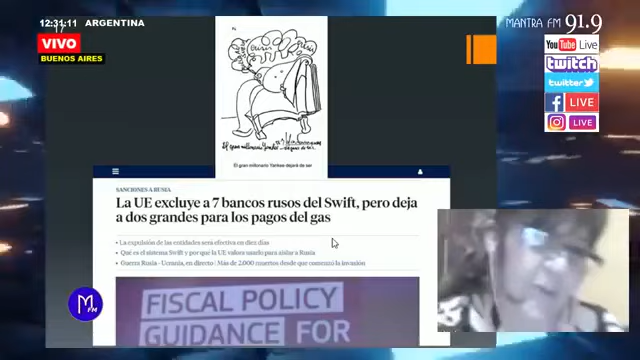 12:31:11 ARGENTINA
VIVO
BUENOS AIRES
MANTRA FM 91.9
YouTube Live
twitch
twitter
LIVE
LIVE
El gran millonario Yankee dejará de ser
SANCIONES A RUSIA
La UE excluye a 7 bancos rusos del Swift, pero deja
a dos grandes para los pagos del gas
• La expulsión de las entidades será efectiva en diez días
• Qué es el sistema Swift y por qué la UE valora usarlo para aislar a Rusia
• Guerra Rusia - Ucrania, en directo | Más de 2.000 muertos desde que comenzó la invasión
FISCAL POLICY
GUIDANCE FOR
M FM